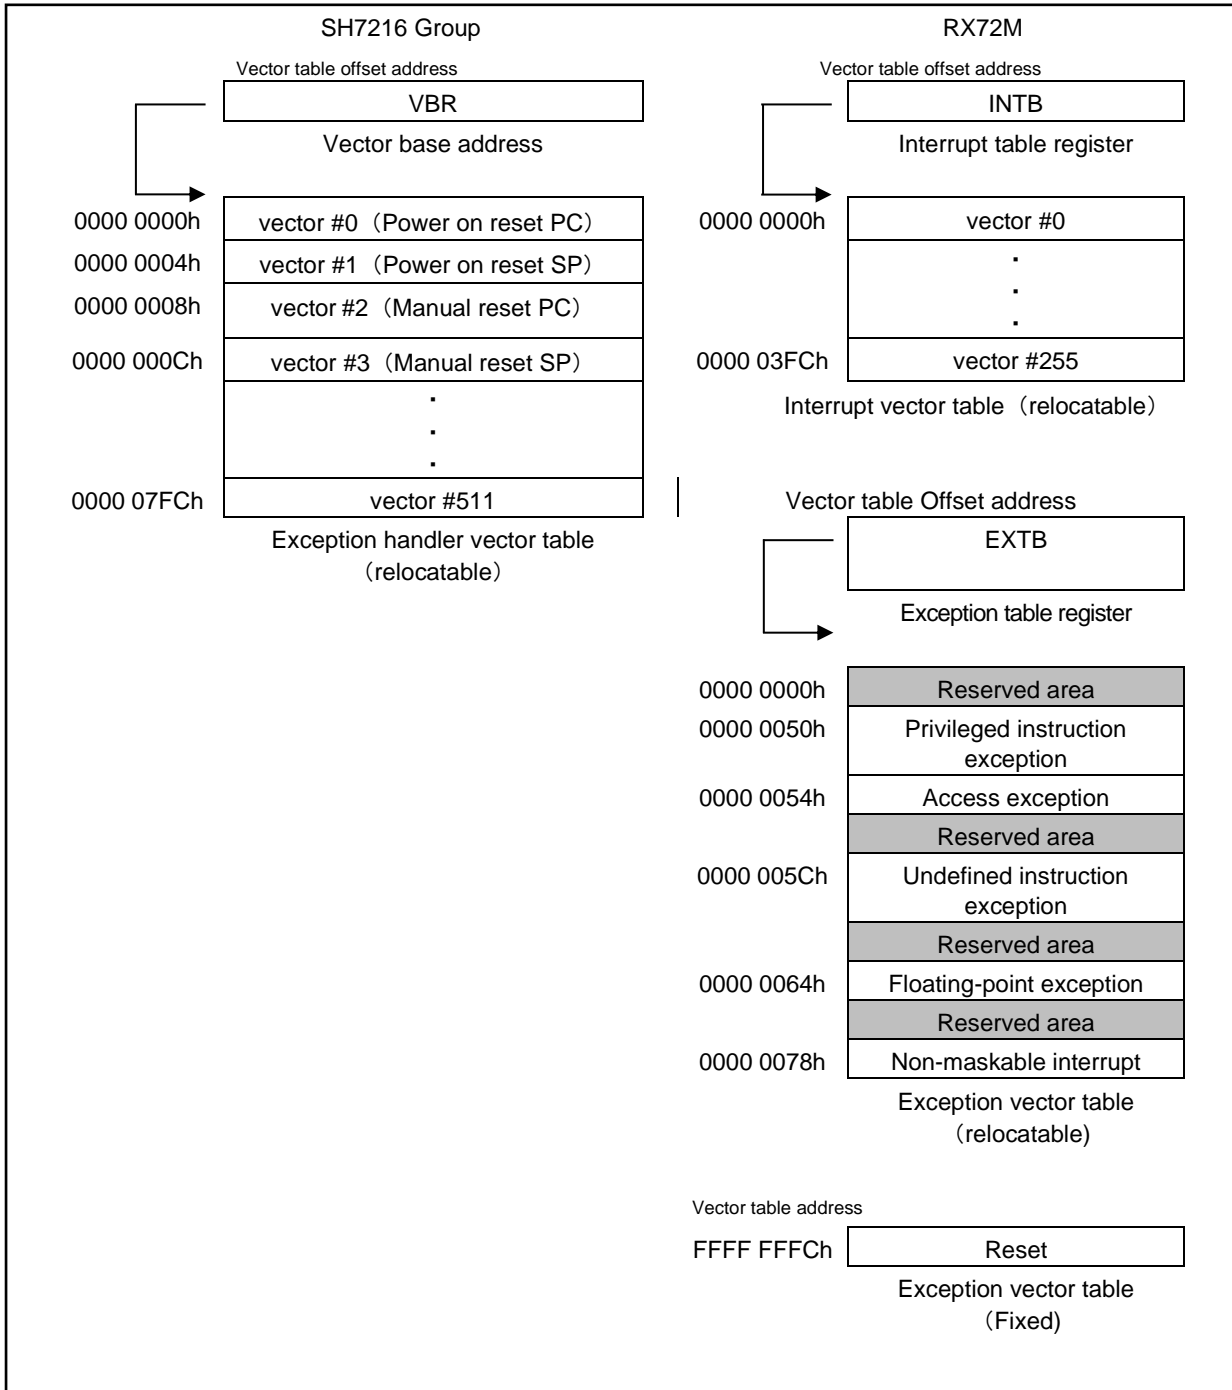 SH7216 Group
Vector table offset address
VBR
Vector base address
0000 0000h vector #0（Power on reset PC）
0000 0004h vector #1（Power on reset SP）
0000 0008h vector #2（Manual reset PC）
0000 000Ch vector #3（Manual reset SP）
.
.
.
0000 07FCh vector #511
Exception handler vector table
（relocatable）
RX72M
Vector table offset address
INTB
Interrupt table register
0000 0000h vector #0
.
.
.
0000 03FCh vector #255
Interrupt vector table（relocatable）
Vector table Offset address
EXTB
Exception table register
0000 0000h Reserved area
0000 0050h Privileged instruction
exception
0000 0054h Access exception
Reserved area
0000 005Ch Undefined instruction
exception
Reserved area
0000 0064h Floating-point exception
Reserved area
0000 0078h Non-maskable interrupt
Exception vector table
（relocatable)
Vector table address
FFFF FFFCh Reset
Exception vector table
（Fixed)